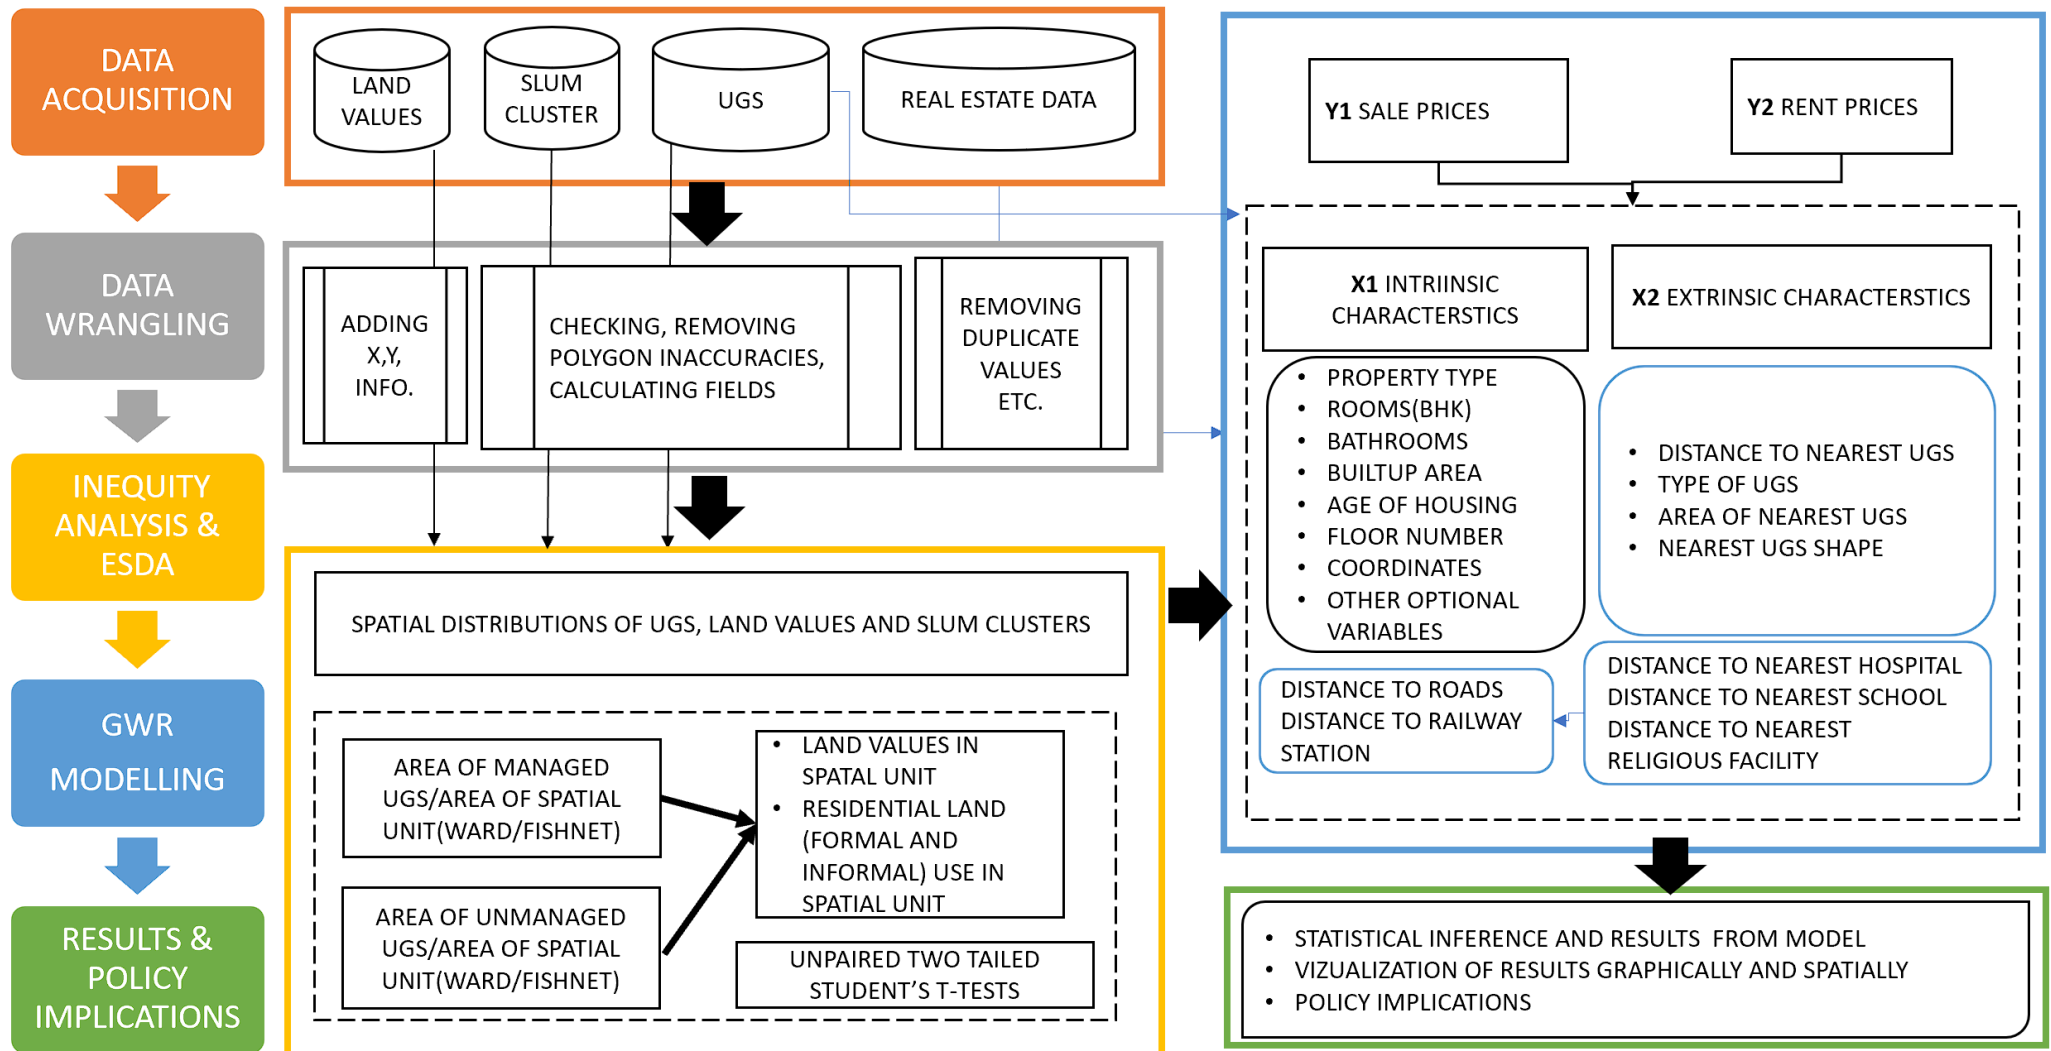 DATA
ACQUISITION
DATA
WRANGLING
INEQUITY
ANALYSIS &
ESDA
GWR
MODELLING
RESULTS &
POLICY
IMPLICATIONS
LAND
VALUES
SLUM
CLUSTER
UGS
REAL ESTATE DATA
ADDING
X,Y,
INFO.
CHECKING, REMOVING
POLYGON INACCURACIES,
CALCULATING FIELDS
REMOVING
DUPLICATE
VALUES
ETC.
SPATIAL DISTRIBUTIONS OF UGS, LAND VALUES AND SLUM CLUSTERS
AREA OF MANAGED
UGS/AREA OF SPATIAL
UNIT(WARD/FISHNET)
AREA OF UNMANAGED
UGS/AREA OF SPATIAL
UNIT(WARD/FISHNET)
• LAND VALUES IN
SPATAL UNIT
• RESIDENTIAL LAND
(FORMAL AND
INFORMAL) USE IN
SPATIAL UNIT
UNPAIRED TWO TAILED
STUDENT’S T-TESTS
Y1 SALE PRICES
Y2 RENT PRICES
X1 INTRIINSIC
CHARACTERSTICS
X2 EXTRINSIC CHARACTERSTICS
• PROPERTY TYPE
• ROOMS(BHK)
• BATHROOMS
• BUILTUP AREA
• AGE OF HOUSING
• FLOOR NUMBER
• COORDINATES
• OTHER OPTIONAL
VARIABLES
• DISTANCE TO NEAREST UGS
• TYPE OF UGS
• AREA OF NEAREST UGS
• NEAREST UGS SHAPE
DISTANCE TO ROADS
DISTANCE TO RAILWAY
STATION
DISTANCE TO NEAREST HOSPITAL
DISTANCE TO NEAREST SCHOOL
DISTANCE TO NEAREST
RELIGIOUS FACILITY
• STATISTICAL INFERENCE AND RESULTS FROM MODEL
• VIZUALIZATION OF RESULTS GRAPHICALLY AND SPATIALLY
• POLICY IMPLICATIONS